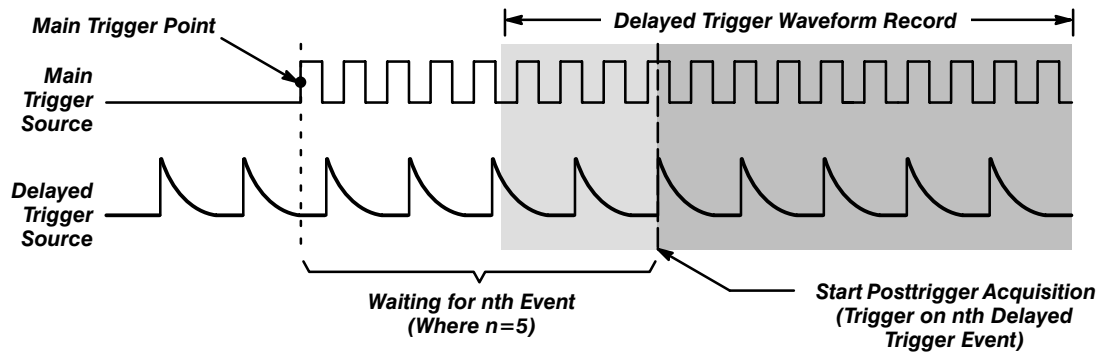 Delayed Trigger Waveform Record
Main Trigger Point
Main
Trigger
Source
Delayed
Trigger
Source
Waiting for nth Event
(Where n=5)
Start Posttrigger Acquisition
(Trigger on nth Delayed
Trigger Event)